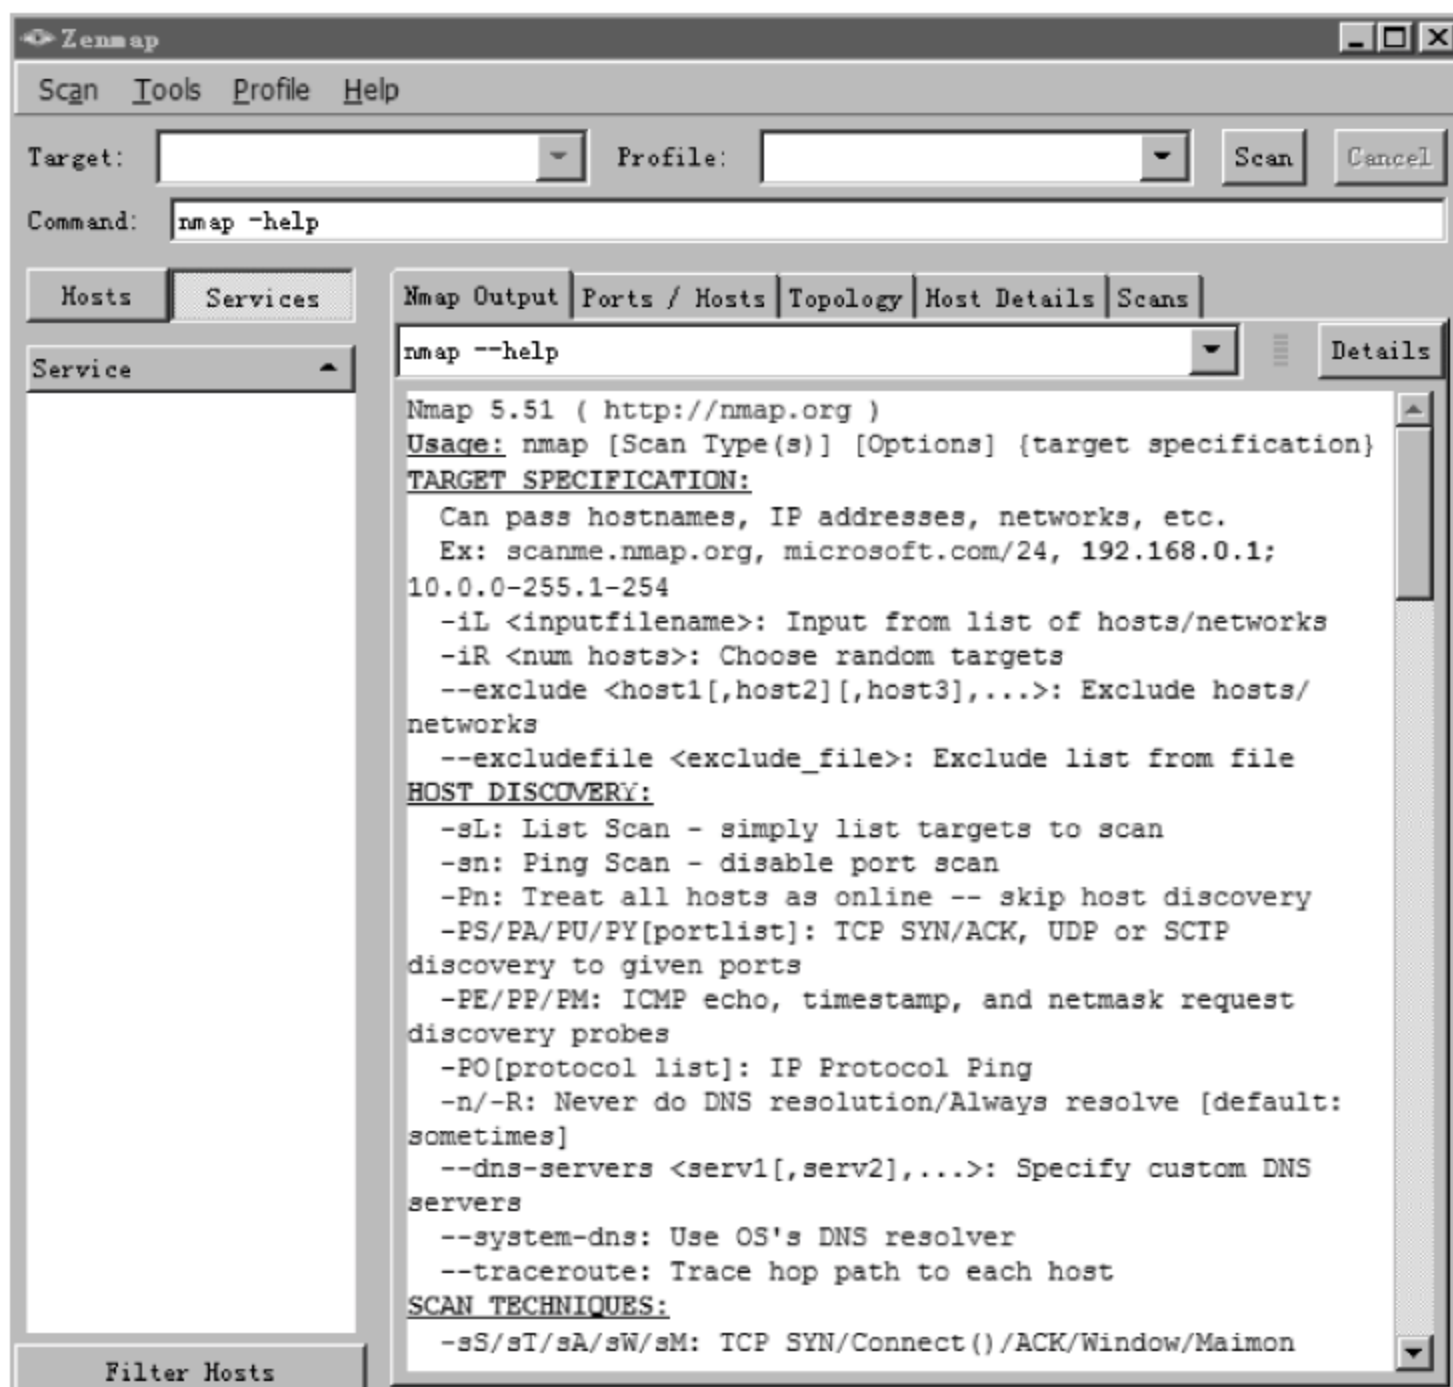 Zenmap
Scan Tools Profile Help
Target: Profile: Scan Cancel
Command: nmap -help
Hosts Services
Nmap Output Ports / Hosts Topology Host Details Scans
nmap --help Details
Service
Nmap 5.51 ( http://nmap.org )
Usage: nmap [Scan Type(s)] [Options] {target specification}
TARGET SPECIFICATION:
Can pass hostnames, IP addresses, networks, etc.
Ex: scanme.nmap.org, microsoft.com/24, 192.168.0.1;
10.0.0-255.1-254
-iL <inputfilename>: Input from list of hosts/networks
-iR <num hosts>: Choose random targets
--exclude <host1[,host2][,host3],...>: Exclude hosts/
networks
--excludefile <exclude_file>: Exclude list from file
HOST DISCOVERY:
-sL: List Scan - simply list targets to scan
-sn: Ping Scan - disable port scan
-Pn: Treat all hosts as online -- skip host discovery
-PS/PA/PU/PY[portlist]: TCP SYN/ACK, UDP or SCTP
discovery to given ports
-PE/PP/PM: ICMP echo, timestamp, and netmask request
discovery probes
-PO[protocol list]: IP Protocol Ping
-n/-R: Never do DNS resolution/Always resolve [default:
sometimes]
--dns-servers <serv1[,serv2],...>: Specify custom DNS
servers
--system-dns: Use OS's DNS resolver
--traceroute: Trace hop path to each host
SCAN TECHNIQUES:
-sS/sT/sA/sW/sM: TCP SYN/Connect()/ACK/Window/Maimon
Filter Hosts